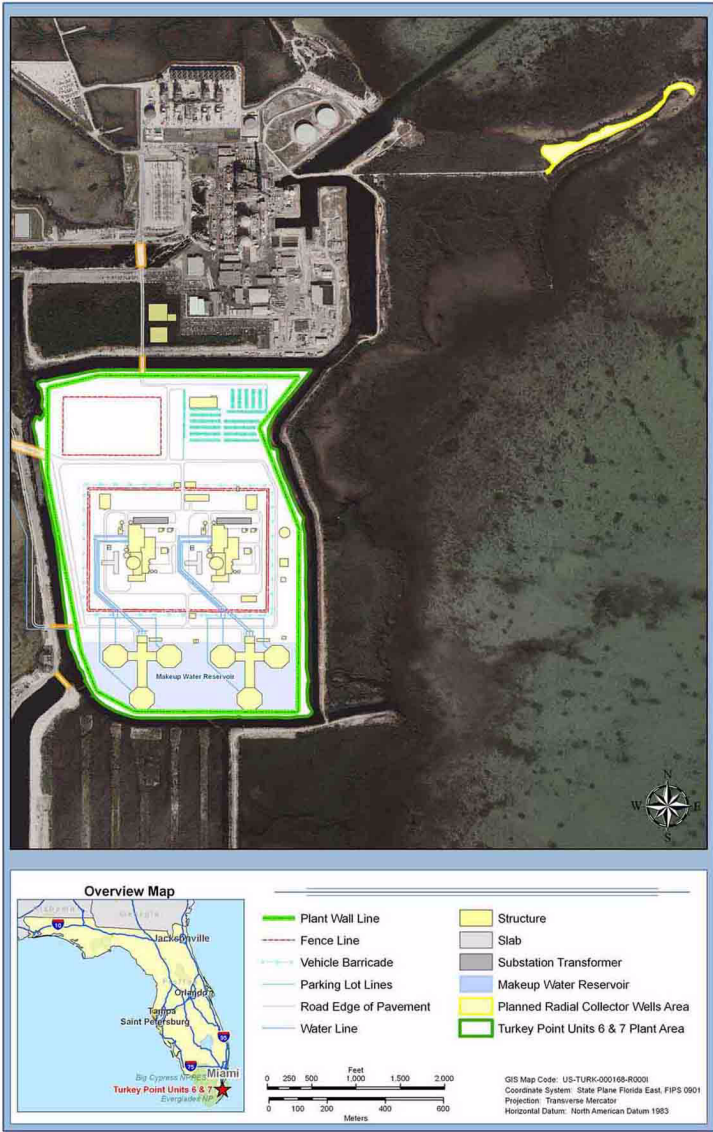 Makeup Water Reservoir
N
W
E
S
Overview Map
Georgia
10
Jacksonville
Orlando
Tampa
Saint Petersburg
95
75
Miami
Big Cypress NPRES
Turkey Point Units 6 & 7
Everglades NP
Plant Wall Line
Fence Line
Vehicle Barricade
Parking Lot Lines
Road Edge of Pavement
Water Line
Structure
Slab
Substation Transformer
Makeup Water Reservoir
Planned Radial Collector Wells Area
Turkey Point Units 6 & 7 Plant Area
Feet
0 250 500 1,000 1,500 2,000
0 100 200 400 600
Meters
GIS Map Code: US-TURK-000168-R000I
Coordinate System: State Plane Florida East, FIPS 0901
Projection: Transverse Mercator
Horizontal Datum: North American Datum 1983